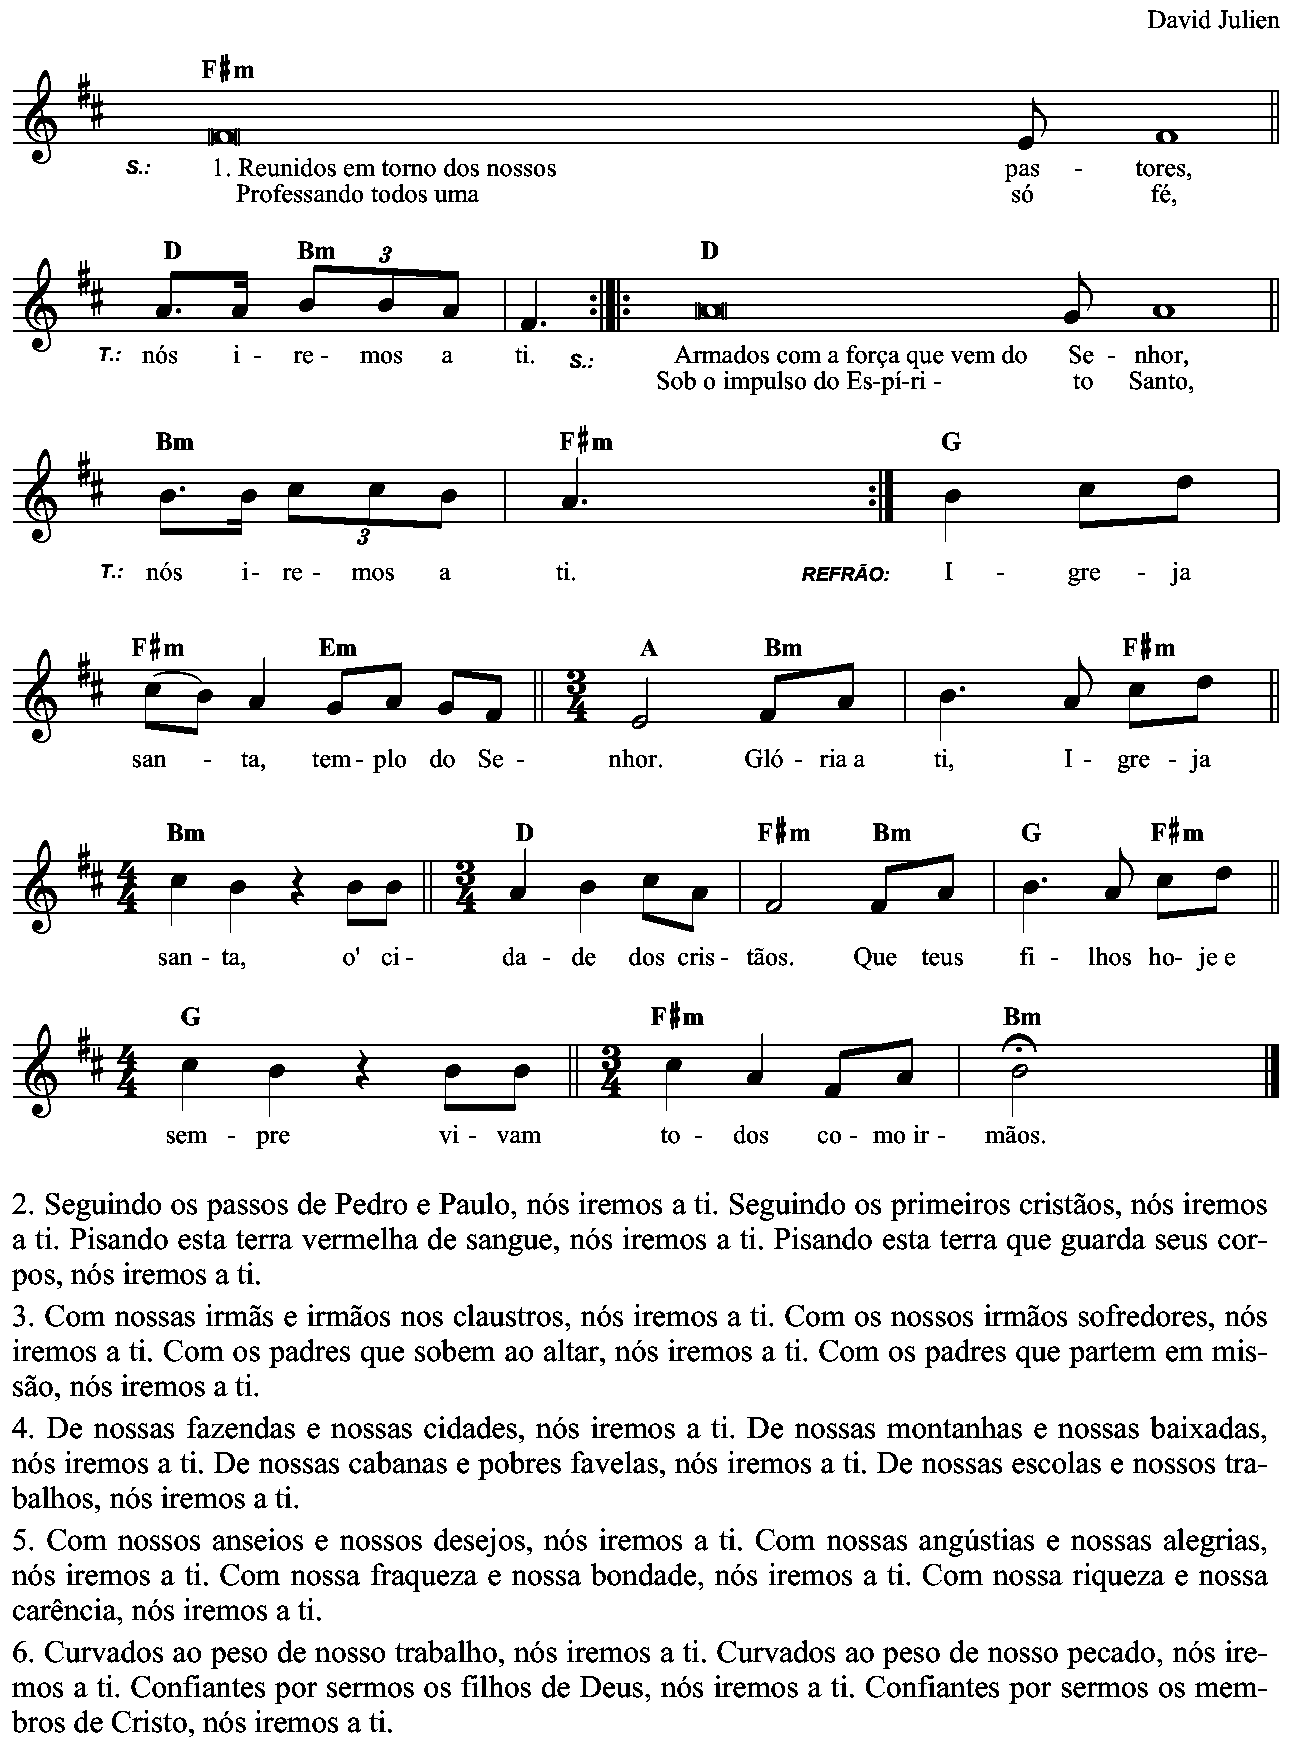 David Julien
F♯m
S.: 1. Reunidos em torno dos nossos pas - tores,
Professando todos uma só fé,
D Bm 3 D
T.: nós i- re - mos a ti. S.: Armados com a força que vem do Se - nhor,
Sob o impulso do Es-pí-ri - to Santo,
Bm F♯m G
3
T.: nós i- re - mos a ti. REFRÃO: I - gre - ja
F♯m Em A Bm F♯m
3
4
san - ta, tem- plo do Se - nhor. Gló - ria a ti, I - gre - ja
Bm D F♯m Bm G F♯m
4 3
4 4
san - ta, o' ci- da - de dos cris- tãos. Que teus fi - lhos ho- je e
G F♯m Bm
4 3
4 4
sem - pre vi - vam to - dos co - mo ir - mãos.
2. Seguindo os passos de Pedro e Paulo, nós iremos a ti. Seguindo os primeiros cristãos, nós iremos
a ti. Pisando esta terra vermelha de sangue, nós iremos a ti. Pisando esta terra que guarda seus cor-
pos, nós iremos a ti.
3. Com nossas irmãs e irmãos nos claustros, nós iremos a ti. Com os nossos irmãos sofredores, nós
iremos a ti. Com os padres que sobem ao altar, nós iremos a ti. Com os padres que partem em mis-
são, nós iremos a ti.
4. De nossas fazendas e nossas cidades, nós iremos a ti. De nossas montanhas e nossas baixadas,
nós iremos a ti. De nossas cabanas e pobres favelas, nós iremos a ti. De nossas escolas e nossos tra-
balhos, nós iremos a ti.
5. Com nossos anseios e nossos desejos, nós iremos a ti. Com nossas angústias e nossas alegrias,
nós iremos a ti. Com nossa fraqueza e nossa bondade, nós iremos a ti. Com nossa riqueza e nossa
carência, nós iremos a ti.
6. Curvados ao peso de nosso trabalho, nós iremos a ti. Curvados ao peso de nosso pecado, nós ire-
mos a ti. Confiantes por sermos os filhos de Deus, nós iremos a ti. Confiantes por sermos os mem-
bros de Cristo, nós iremos a ti.